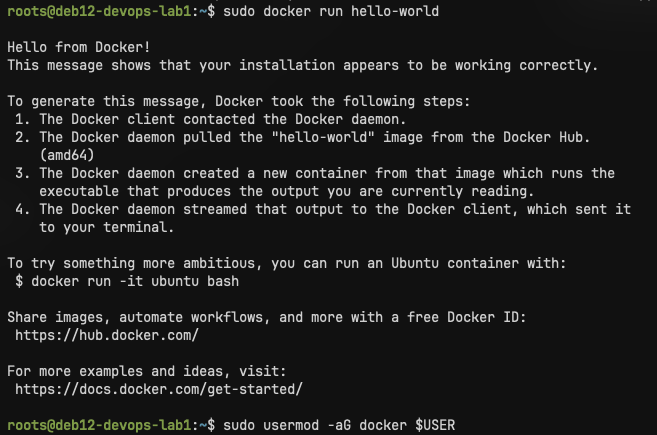 roots@deb12-devops-lab1:~$ sudo docker run hello-world
Hello from Docker!
This message shows that your installation appears to be working correctly.
To generate this message, Docker took the following steps:
1. The Docker client contacted the Docker daemon.
2. The Docker daemon pulled the "hello-world" image from the Docker Hub.
(amd64)
3. The Docker daemon created a new container from that image which runs the
executable that produces the output you are currently reading.
4. The Docker daemon streamed that output to the Docker client, which sent it
to your terminal.
To try something more ambitious, you can run an Ubuntu container with:
$ docker run -it ubuntu bash
Share images, automate workflows, and more with a free Docker ID:
https://hub.docker.com/
For more examples and ideas, visit:
https://docs.docker.com/get-started/
roots@deb12-devops-lab1:~$ sudo usermod -aG docker $USER